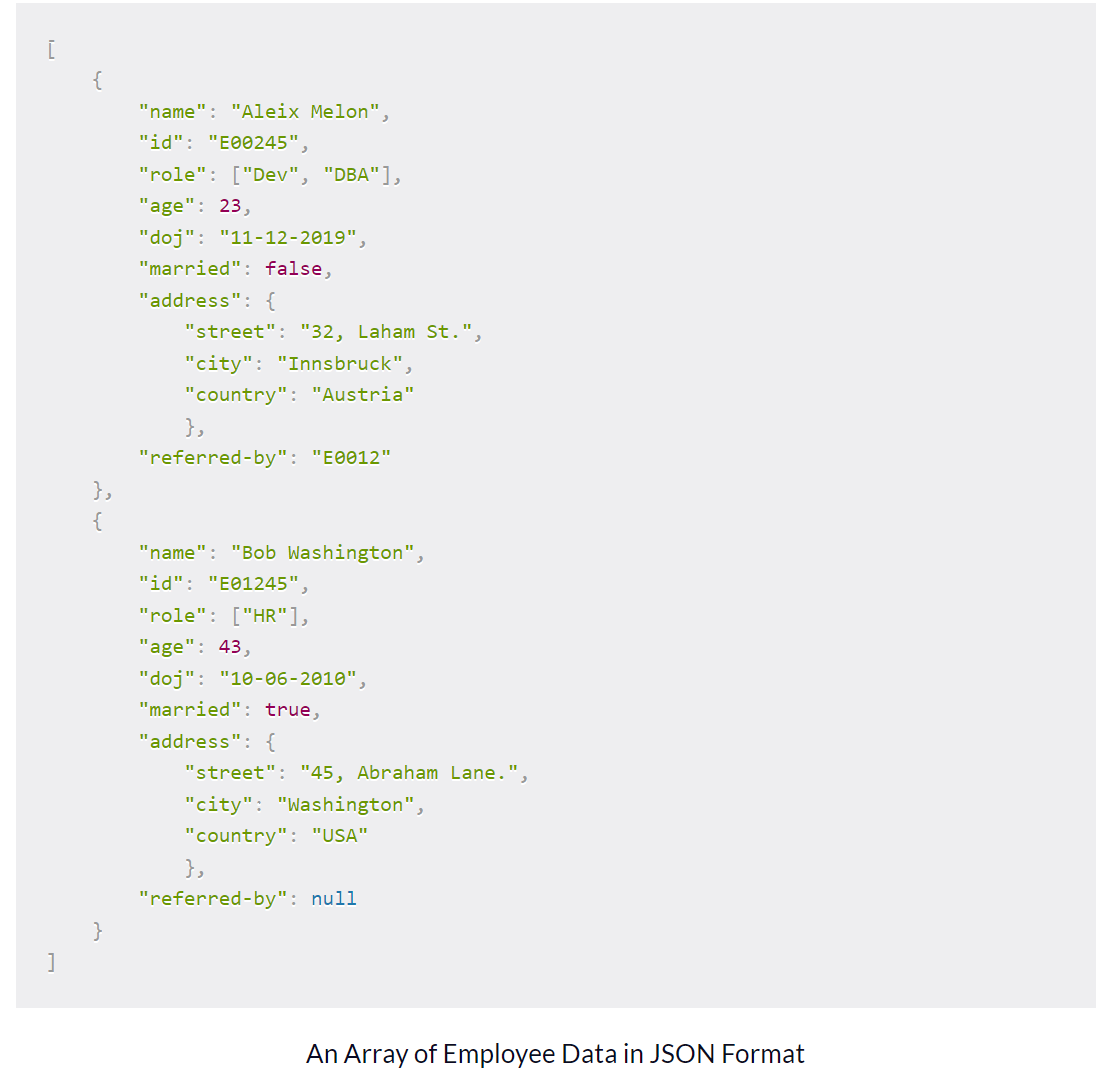 [
    {
        "name": "Aleix Melon",
        "id": "E00245",
        "role": ["Dev", "DBA"],
        "age": 23,
        "doj": "11-12-2019",
        "married": false,
        "address": {
            "street": "32, Laham St.",
            "city": "Innsbruck",
            "country": "Austria"
            },
        "referred-by": "E0012"
    },
    {
        "name": "Bob Washington",
        "id": "E01245",
        "role": ["HR"],
        "age": 43,
        "doj": "10-06-2010",
        "married": true,
        "address": {
            "street": "45, Abraham Lane.",
            "city": "Washington",
            "country": "USA"
            },
        "referred-by": null
    }
]
An Array of Employee Data in JSON Format